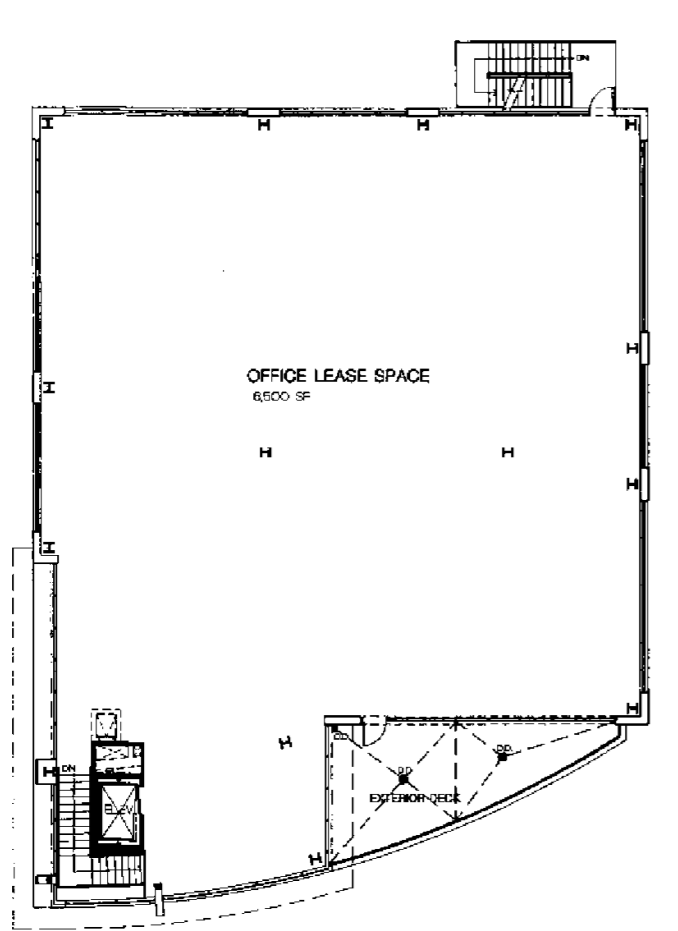 DN
OFFICE LEASE SPACE
6,500 SF
DN
ELEV
D.D.
D.D.
EXTERIOR DECK